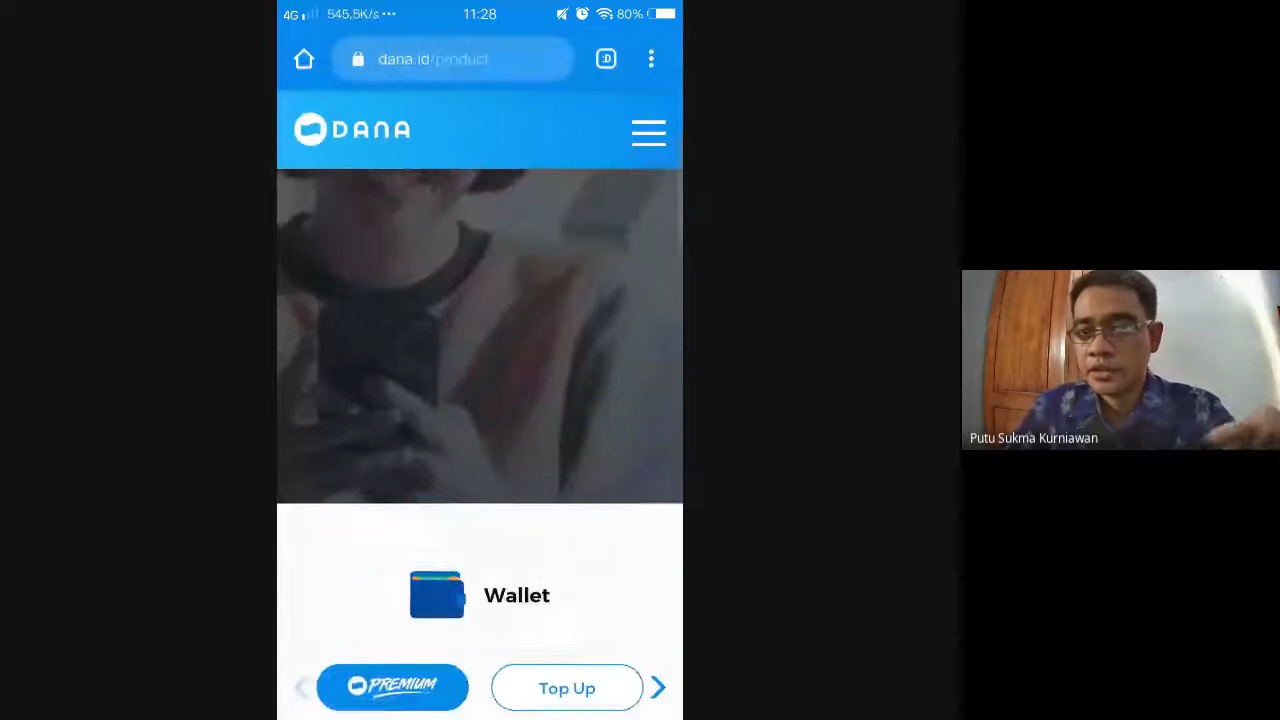 4G 545,5K/s ••• 11:28 80%
dana.id/product :D
DANA
Putu Sukma Kurniawan
Wallet
PREMIUM Top Up